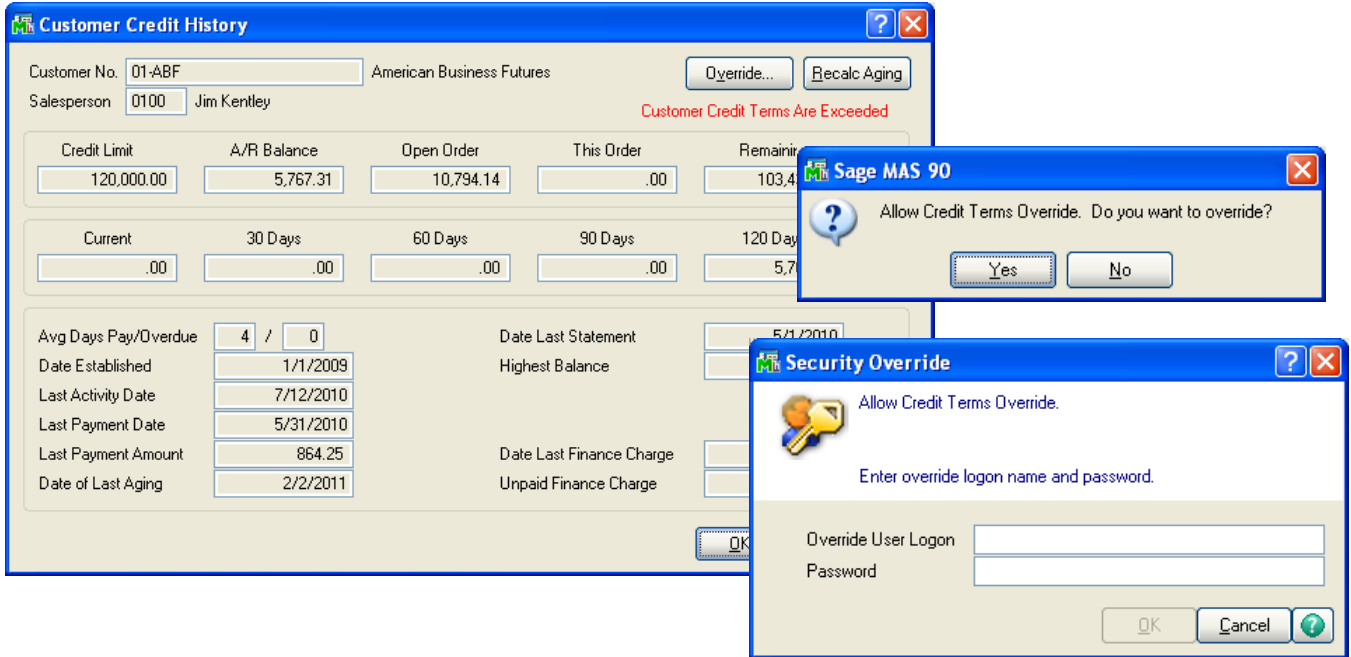 Customer Credit History
Customer No. 01-ABF American Business Futures Override... Recalc Aging
Salesperson 0100 Jim Kentley
Customer Credit Terms Are Exceeded
Credit Limit A/R Balance Open Order This Order
120,000.00 5,767.31 10,794.14 .00
Current 30 Days 60 Days 90 Days 120
.00 .00 .00 .00
Avg Days Pay/Overdue 4 / 0 Date Last Statement 5/1/2010
Date Established 1/1/2009 Highest Balance
Last Activity Date 7/12/2010
Last Payment Date 5/31/2010
Last Payment Amount 864.25 Date Last Finance Charge
Date of Last Aging 2/2/2011 Unpaid Finance Charge
OK
Sage MAS 90
Allow Credit Terms Override. Do you want to override?
Yes No
Security Override
Allow Credit Terms Override.
Enter override logon name and password.
Override User Logon
Password
OK Cancel